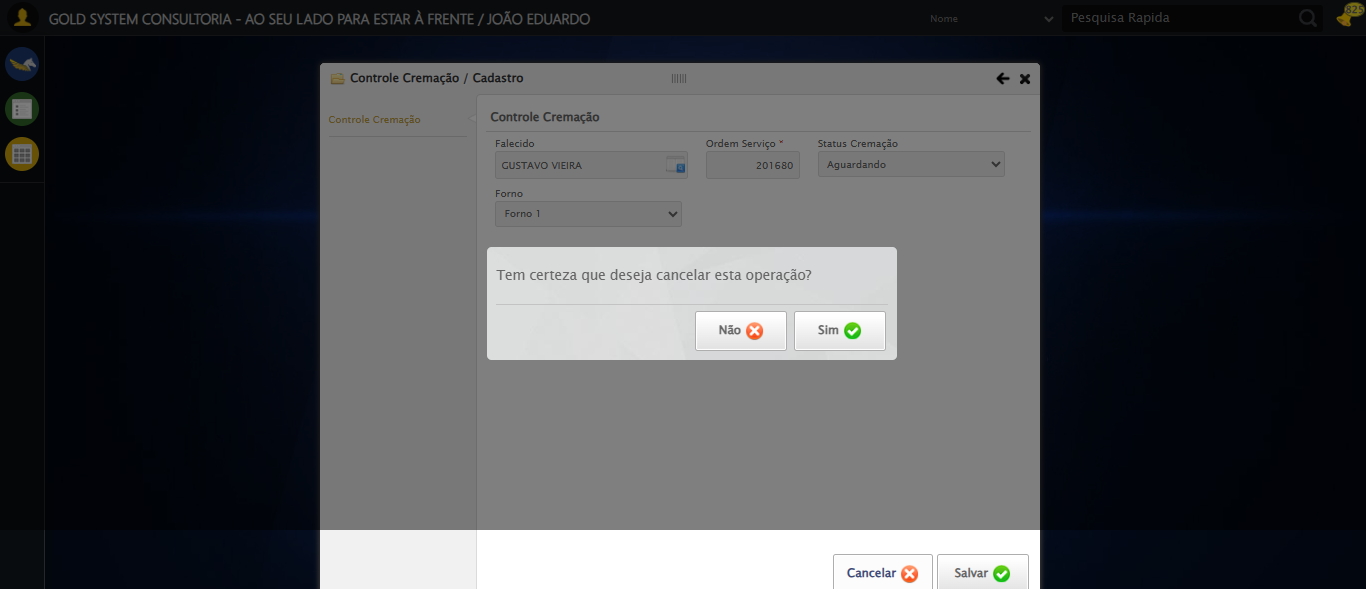 GOLD SYSTEM CONSULTORIA - AO SEU LADO PARA ESTAR À FRENTE / JOÃO EDUARDO
Nome
Pesquisa Rapida
825
Controle Cremação / Cadastro
Controle Cremação
Controle Cremação
Falecido
Ordem Serviço *
Status Cremação
GUSTAVO VIEIRA
201680
Aguardando
Forno
Forno 1
Tem certeza que deseja cancelar esta operação?
Não
Sim
Cancelar
Salvar